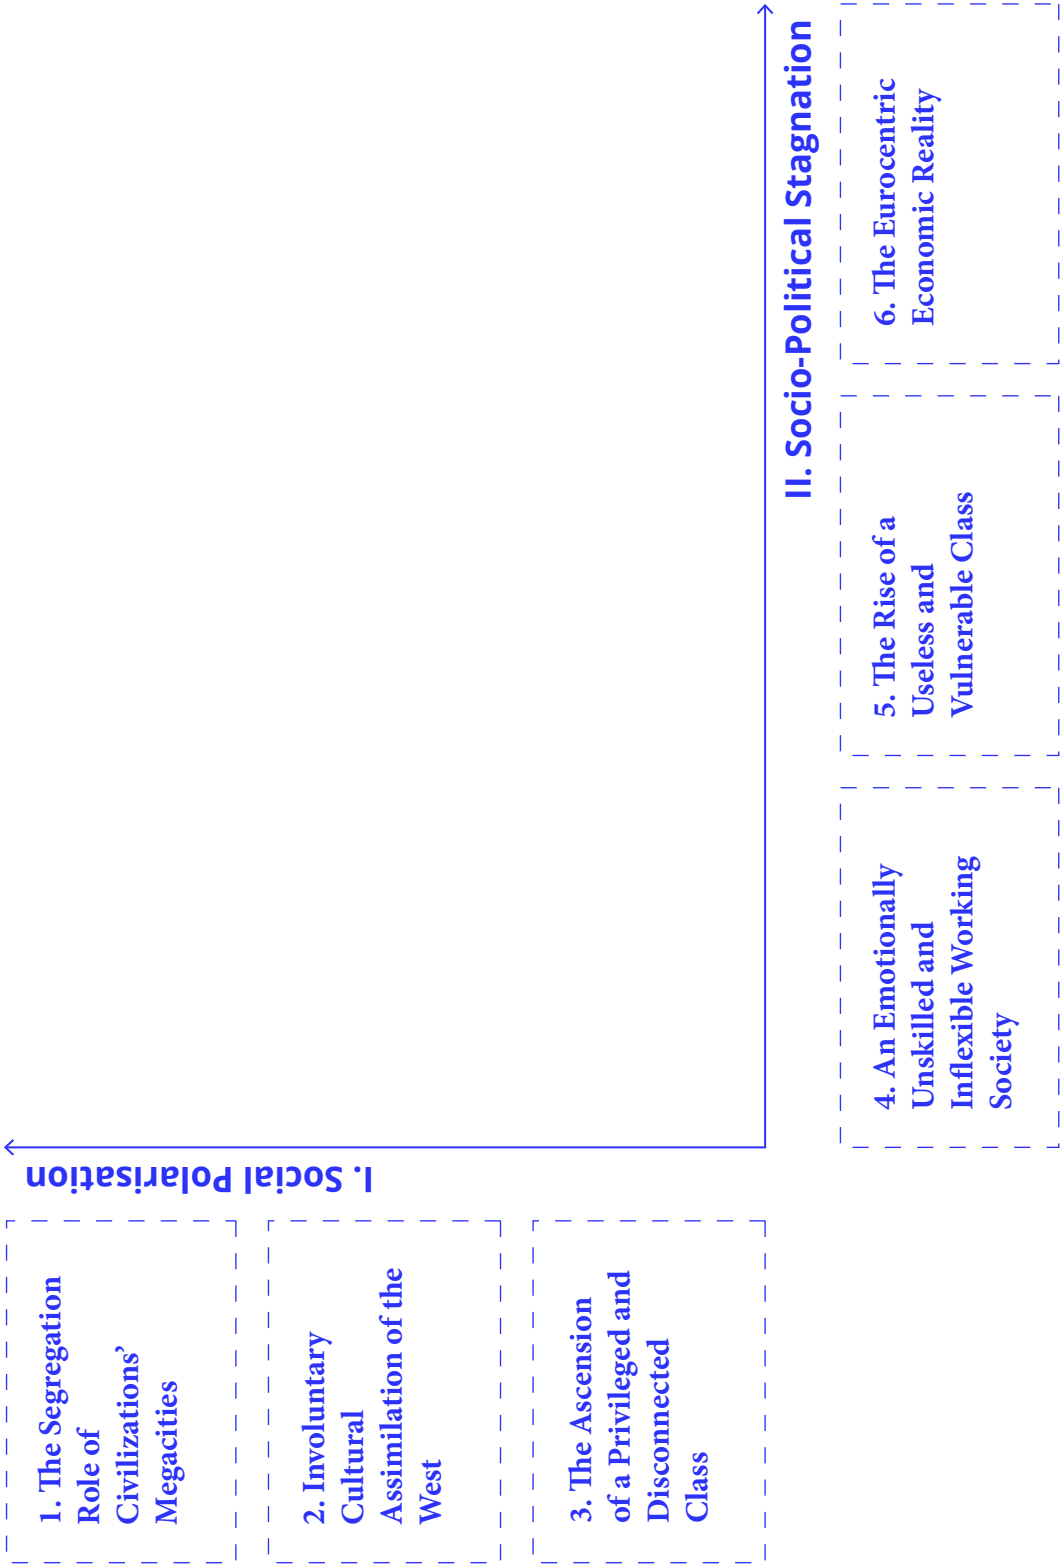 I. Social Polarisation
1. The Segregation
Role of
Civilizations’
Megacities
2. Involuntary
Cultural
Assimilation of the
West
3. The Ascension
of a Privileged and
Disconnected
Class
II. Socio-Political Stagnation
4. An Emotionally
Unskilled and
Inflexible Working
Society
5. The Rise of a
Useless and
Vulnerable Class
6. The Eurocentric
Economic Reality